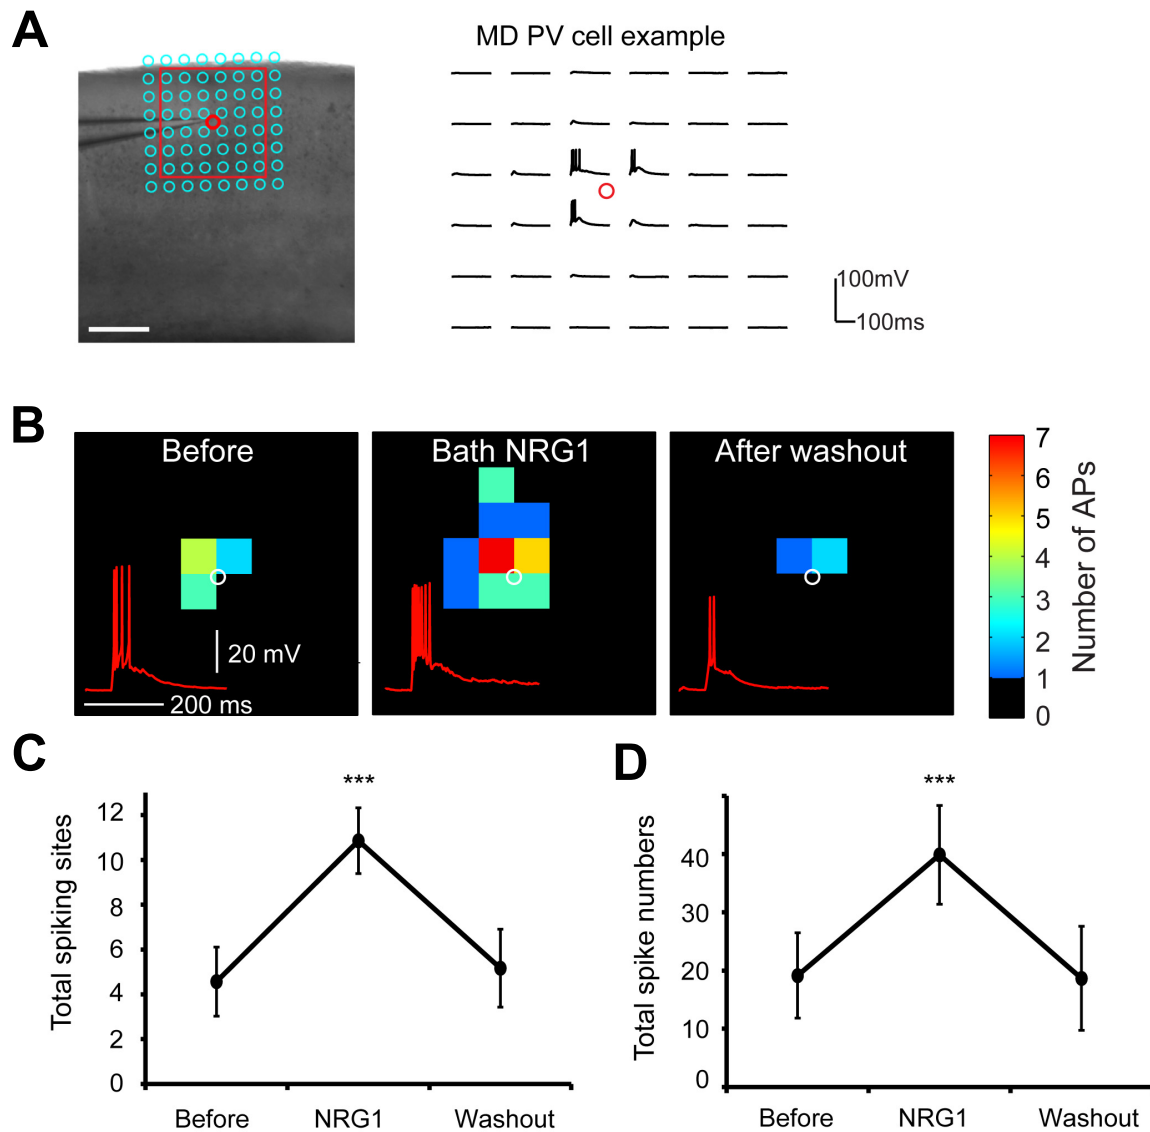 A
MD PV cell example
100mV
100ms
B
Before
Bath NRG1
After washout
20 mV
200 ms
7
6
5
4
3
2
1
0
Number of APs
C
***
12
10
8
6
4
2
0
Total spiking sites
Before
NRG1
Washout
D
***
40
30
20
10
0
Total spike numbers
Before
NRG1
Washout